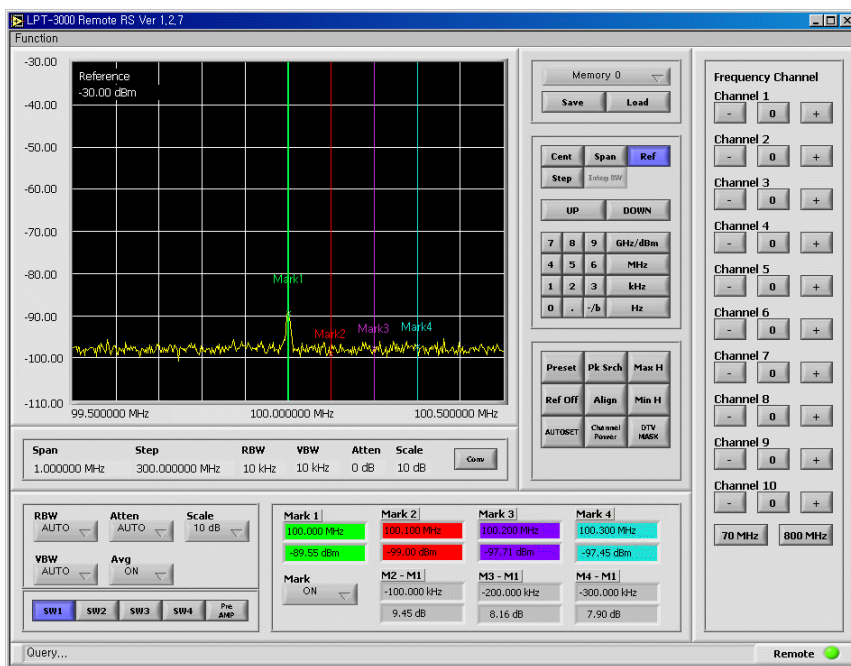 LPT-3000 Remote RS Ver 1,2,7
Function
Reference
-30.00 dBm
-30.00
-40.00
-50.00
-60.00
-70.00
-80.00
-90.00
-100.00
-110.00
Mark1
Mark2
Mark3
Mark4
99.500000 MHz
100.000000 MHz
100.500000 MHz
Span Step RBW VBW Atten Scale
1.000000 MHz 300.000000 MHz 10 kHz 10 kHz 0 dB 10 dB
Conv
RBW Atten Scale
AUTO AUTO 10 dB
VBW Avg
AUTO ON
SW1 SW2 SW3 SW4 Pre AMP
Mark 1 Mark 2 Mark 3 Mark 4
100.000 MHz 100.100 MHz 100.200 MHz 100.300 MHz
-89.55 dBm -99.00 dBm -97.71 dBm -97.45 dBm
Mark M2 - M1 M3 - M1 M4 - M1
ON -100.000 kHz -200.000 kHz -300.000 kHz
9.45 dB 8.16 dB 7.90 dB
Memory 0
Save Load
Cent Span Ref
Step Integ BW
UP DOWN
7 8 9 GHz/dBm
4 5 6 MHz
1 2 3 kHz
0 . -/b Hz
Preset Pk Srch Max H
Ref Off Align Min H
AUTOSET Channel Power DTV MASK
Frequency Channel
Channel 1
- 0 +
Channel 2
- 0 +
Channel 3
- 0 +
Channel 4
- 0 +
Channel 5
- 0 +
Channel 6
- 0 +
Channel 7
- 0 +
Channel 8
- 0 +
Channel 9
- 0 +
Channel 10
- 0 +
70 MHz 800 MHz
Query...
Remote